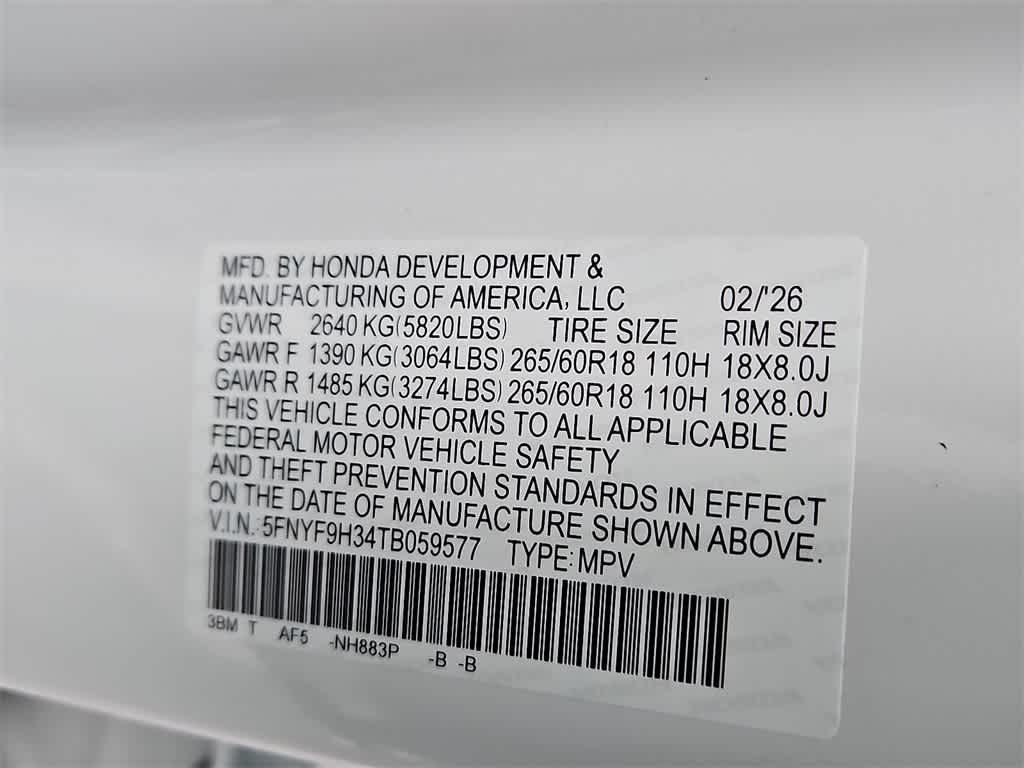 MFD. BY HONDA DEVELOPMENT &
MANUFACTURING OF AMERICA, LLC 02/'26
GVWR 2640 KG(5820LBS) TIRE SIZE RIM SIZE
GAWR F 1390 KG(3064LBS) 265/60R18 110H 18X8.0J
GAWR R 1485 KG(3274LBS) 265/60R18 110H 18X8.0J
THIS VEHICLE CONFORMS TO ALL APPLICABLE
FEDERAL MOTOR VEHICLE SAFETY
AND THEFT PREVENTION STANDARDS IN EFFECT
ON THE DATE OF MANUFACTURE SHOWN ABOVE.
V.I.N.: 5FNYF9H34TB059577 TYPE: MPV
3BM T AF5 -NH883P -B -B